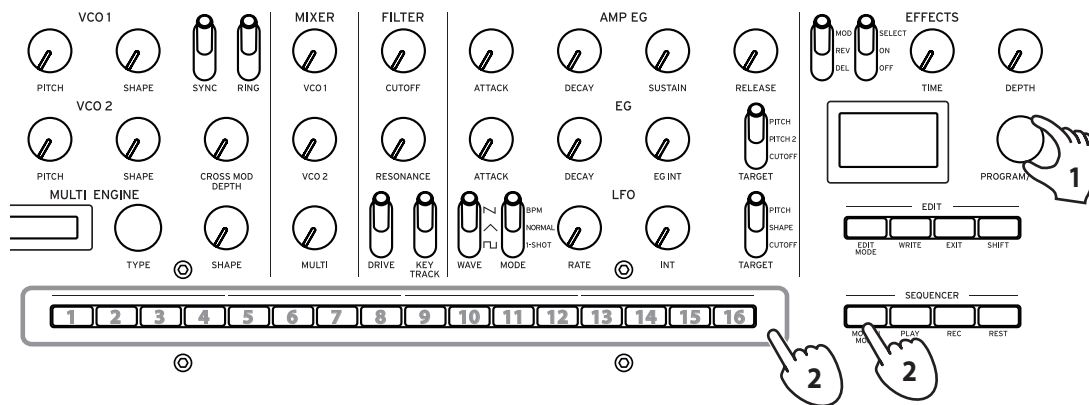 VCO 1 MIXER FILTER AMP EG EFFECTS
MOD SELECT
REV ON
DEL OFF
PITCH SHAPE SYNC RING VCO 1 CUTOFF ATTACK DECAY SUSTAIN RELEASE TIME DEPTH
VCO 2 EG
PITCH
PITCH 2
CUTOFF
PITCH SHAPE CROSS MOD DEPTH VCO 2 RESONANCE ATTACK DECAY EG INT TARGET
PROGRAM/
1
MULTI ENGINE LFO EDIT
BPM PITCH
NORMAL SHAPE
1-SHOT CUTOFF
EDIT MODE WRITE EXIT SHIFT
TYPE SHAPE MULTI DRIVE KEY TRACK WAVE MODE RATE INT TARGET
SEQUENCER
1 2 3 4 5 6 7 8 9 10 11 12 13 14 15 16
PLAY REC REST
2 2